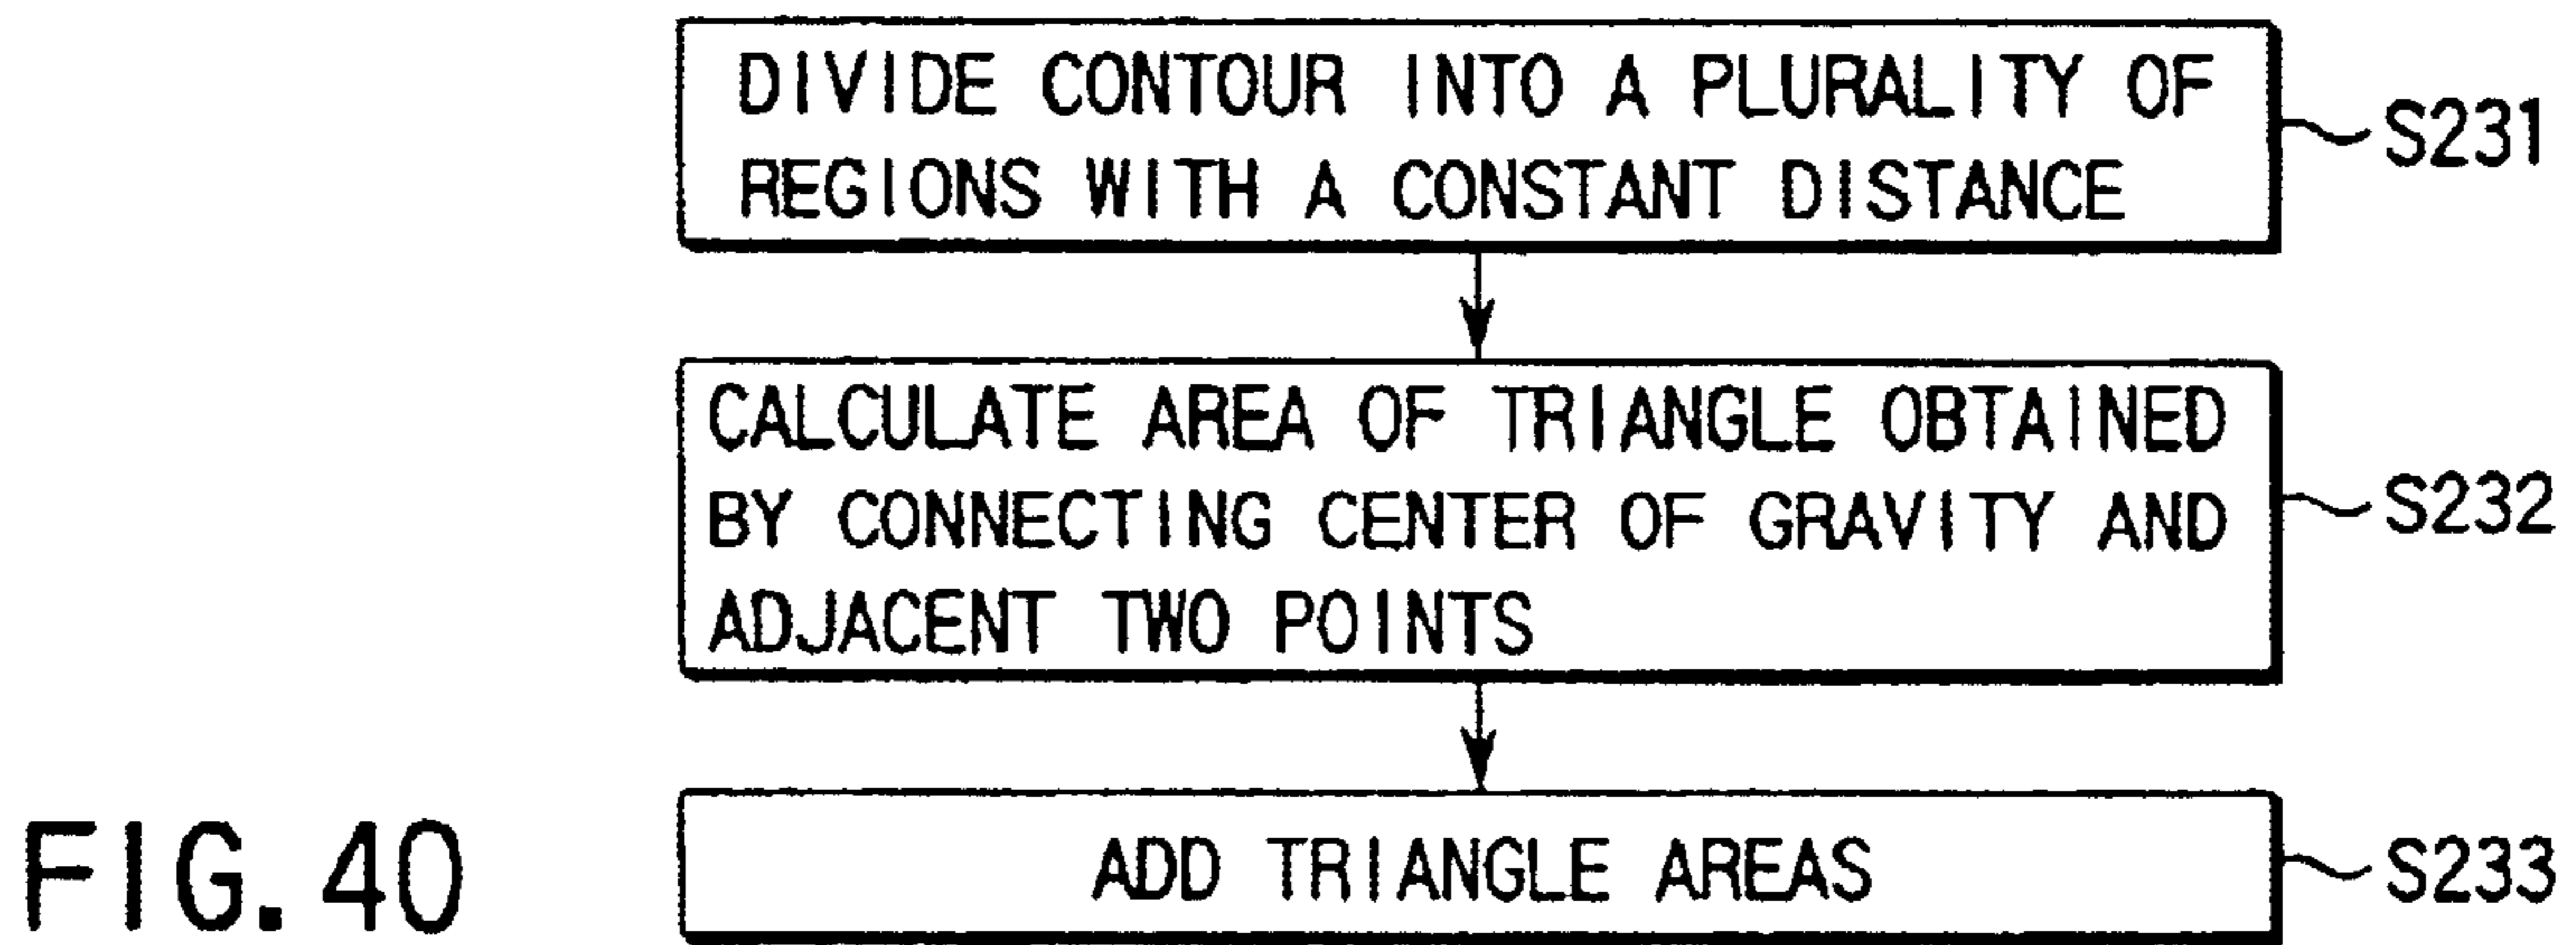 DIVIDE CONTOUR INTO A PLURALITY OF
REGIONS WITH A CONSTANT DISTANCE
S231
CALCULATE AREA OF TRIANGLE OBTAINED
BY CONNECTING CENTER OF GRAVITY AND
ADJACENT TWO POINTS
S232
ADD TRIANGLE AREAS
S233
FIG. 40